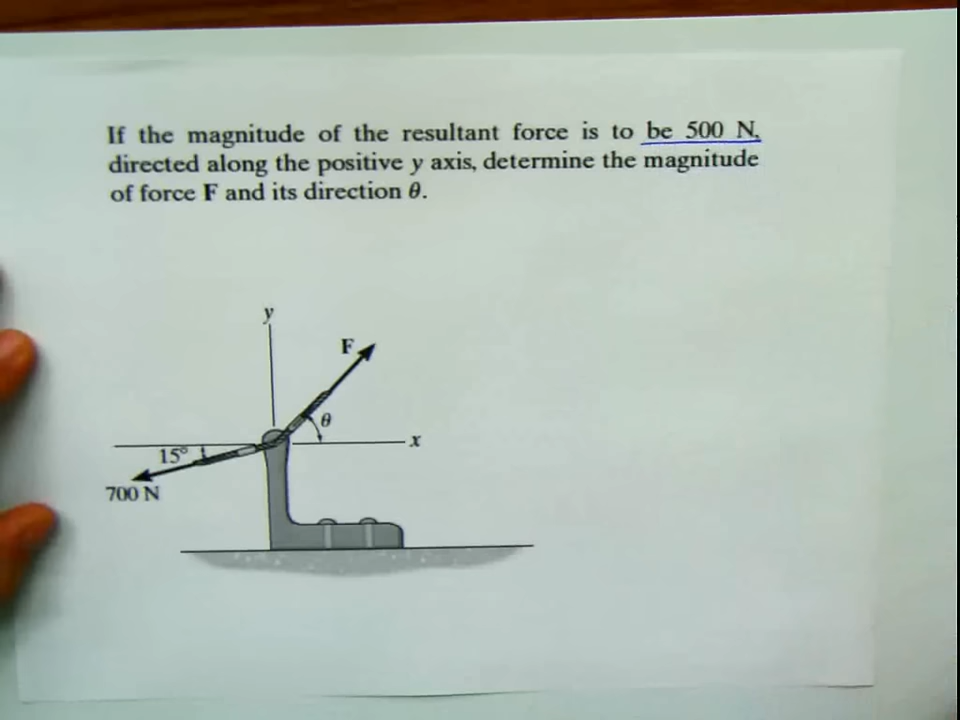 If the magnitude of the resultant force is to be 500 N,
directed along the positive y axis, determine the magnitude
of force F and its direction θ.
y
F
θ
x
15°
700 N